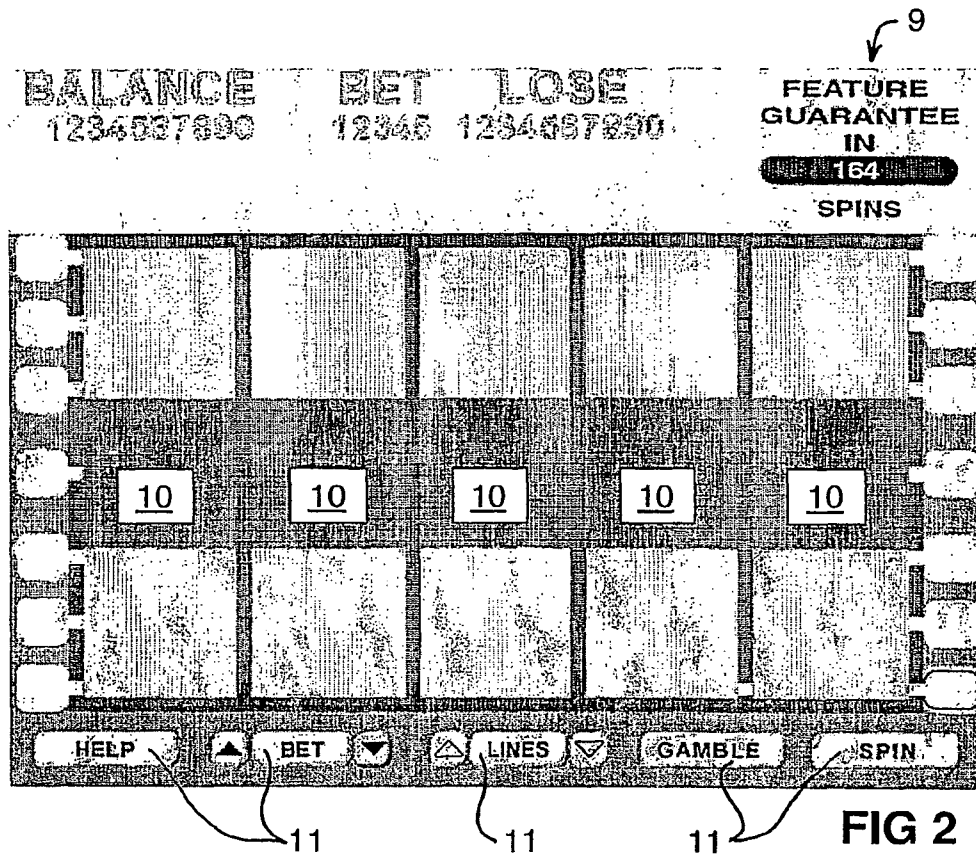 9
BALANCE BET LOSE
12345 
FEATURE
GUARANTEE
IN
164
SPINS
10 10 10 10 10
HELP BET LINES GAMBLE SPIN
11 11 11
FIG 2